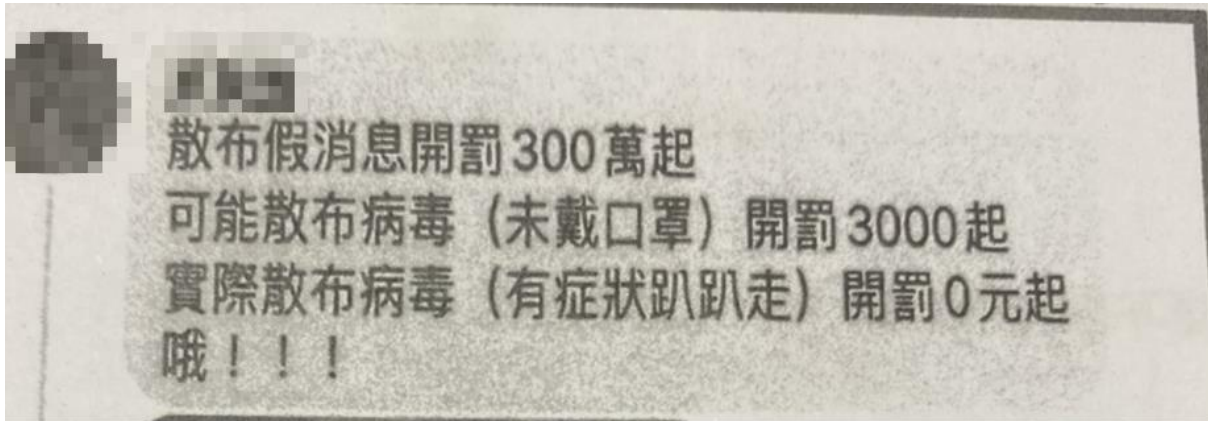 散布假消息開罰300萬起
可能散布病毒（未戴口罩）開罰3000起
實際散布病毒（有症狀趴趴走）開罰0元起
哦！！！